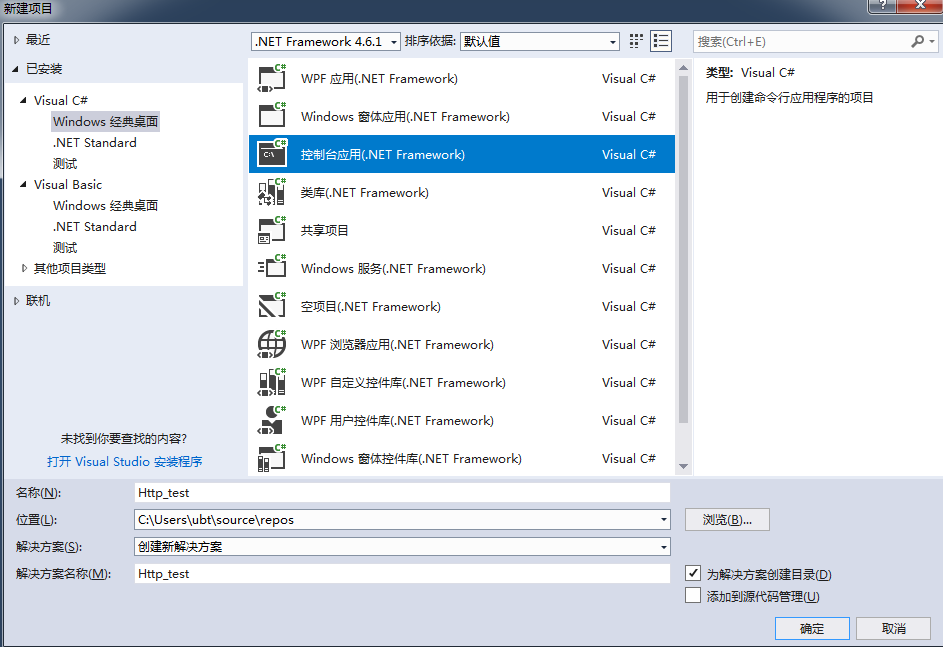 新建项目
最近
已安装
Visual C#
Windows 经典桌面
.NET Standard
测试
Visual Basic
Windows 经典桌面
.NET Standard
测试
其他项目类型
联机
未找到你要查找的内容?
打开 Visual Studio 安装程序
.NET Framework 4.6.1 排序依据: 默认值
WPF 应用(.NET Framework) Visual C#
Windows 窗体应用(.NET Framework) Visual C#
控制台应用(.NET Framework) Visual C#
类库(.NET Framework) Visual C#
共享项目 Visual C#
Windows 服务(.NET Framework) Visual C#
空项目(.NET Framework) Visual C#
WPF 浏览器应用(.NET Framework) Visual C#
WPF 自定义控件库(.NET Framework) Visual C#
WPF 用户控件库(.NET Framework) Visual C#
Windows 窗体控件库(.NET Framework) Visual C#
搜索(Ctrl+E)
类型: Visual C#
用于创建命令行应用程序的项目
名称(N): Http_test
位置(L): C:\Users\ubt\source\repos 浏览(B)...
解决方案(S): 创建新解决方案
解决方案名称(M): Http_test
为解决方案创建目录(D)
添加到源代码管理(U)
确定 取消